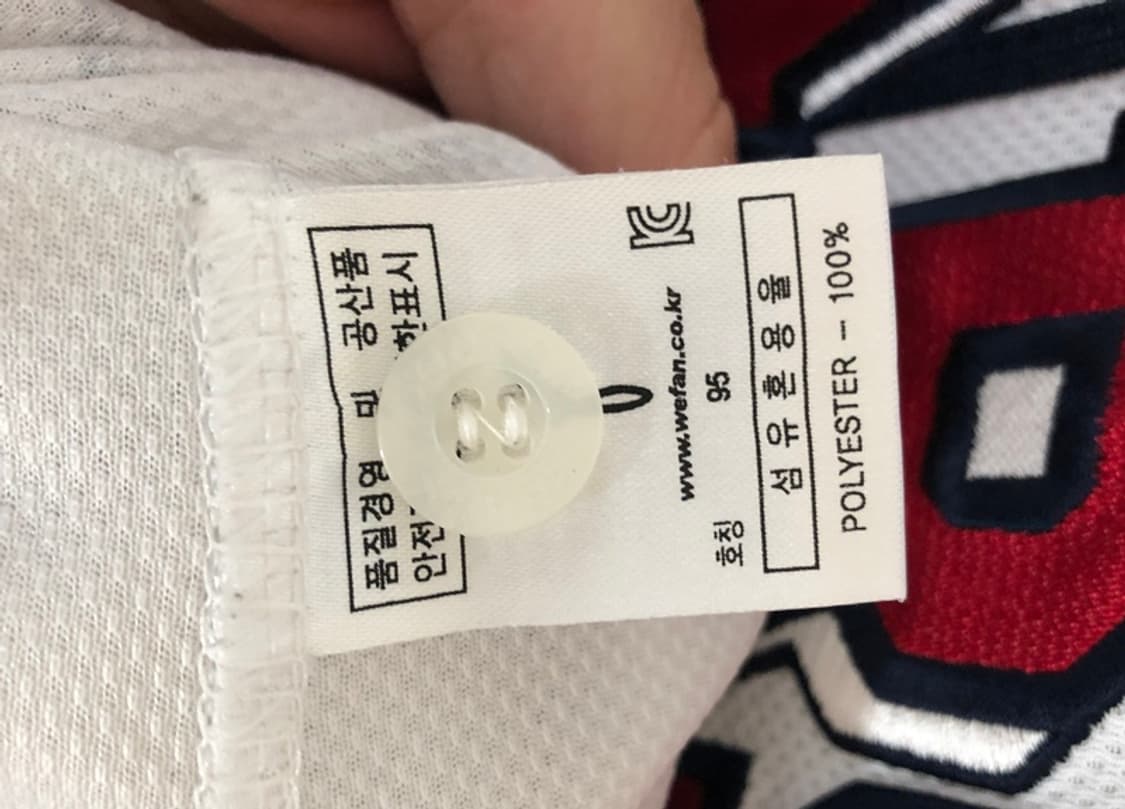 품질경영 및 공산품
안전 한표시
KC
www.wefan.co.kr
호칭 95
섬유혼용율
POLYESTER - 100%